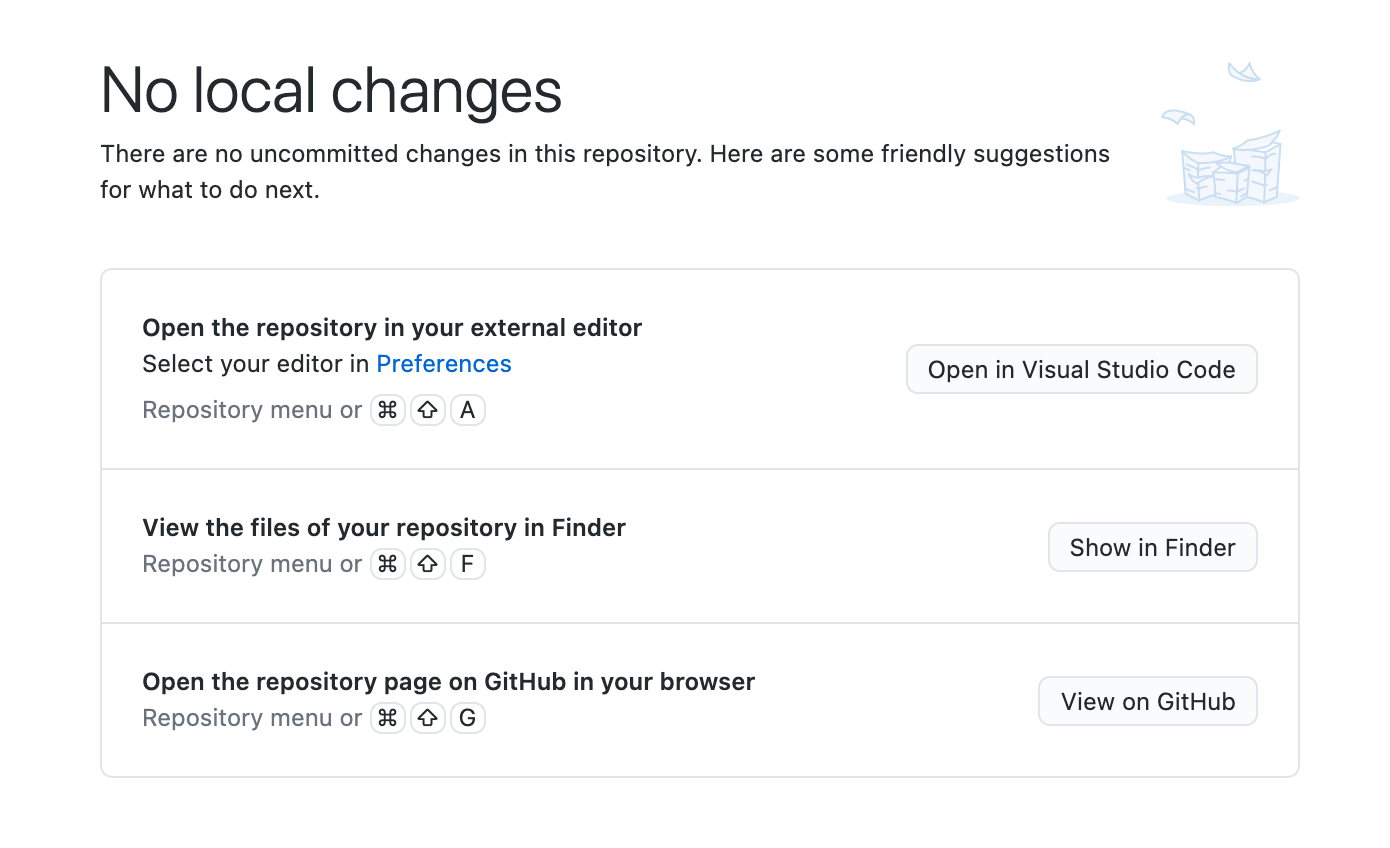 No local changes
There are no uncommitted changes in this repository. Here are some friendly suggestions
for what to do next.
Open the repository in your external editor
Select your editor in Preferences
Repository menu or ⌘ ⇧ A
Open in Visual Studio Code
View the files of your repository in Finder
Repository menu or ⌘ ⇧ F
Show in Finder
Open the repository page on GitHub in your browser
Repository menu or ⌘ ⇧ G
View on GitHub